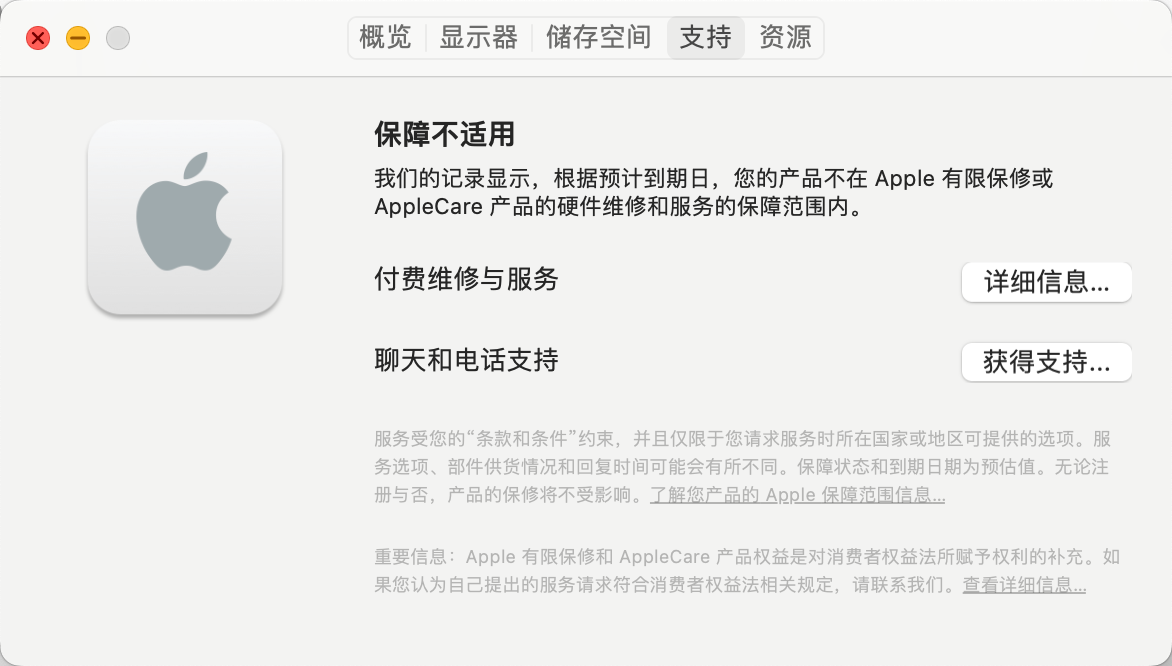 概览 显示器 储存空间 支持 资源
保障不适用
我们的记录显示，根据预计到期日，您的产品不在 Apple 有限保修或
AppleCare 产品的硬件维修和服务的保障范围内。
付费维修与服务 详细信息...
聊天和电话支持 获得支持...
服务受您的“条款和条件”约束，并且仅限于您请求服务时所在国家或地区可提供的选项。服
务选项、部件供货情况和回复时间可能会有所不同。保障状态和到期日期为预估值。无论注
册与否，产品的保修将不受影响。了解您产品的 Apple 保障范围信息...
重要信息：Apple 有限保修和 AppleCare 产品权益是对消费者权益法所赋予权利的补充。如
果您认为自己提出的服务请求符合消费者权益法相关规定，请联系我们。查看详细信息...